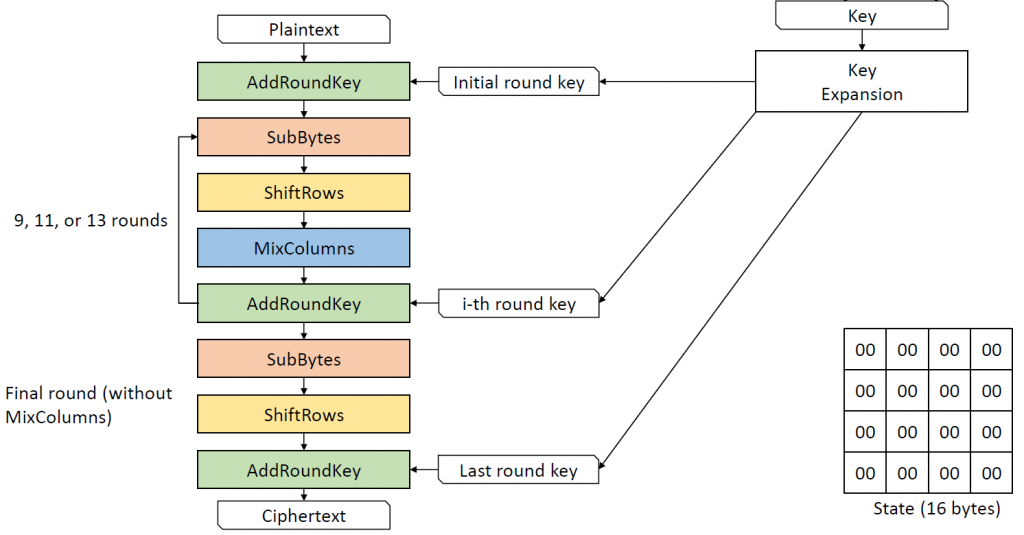 Plaintext
Key
AddRoundKey
Initial round key
Key
Expansion
SubBytes
ShiftRows
9, 11, or 13 rounds
MixColumns
AddRoundKey
i-th round key
SubBytes
Final round (without
MixColumns)
ShiftRows
AddRoundKey
Last round key
Ciphertext
00 00 00 00
00 00 00 00
00 00 00 00
00 00 00 00
State (16 bytes)